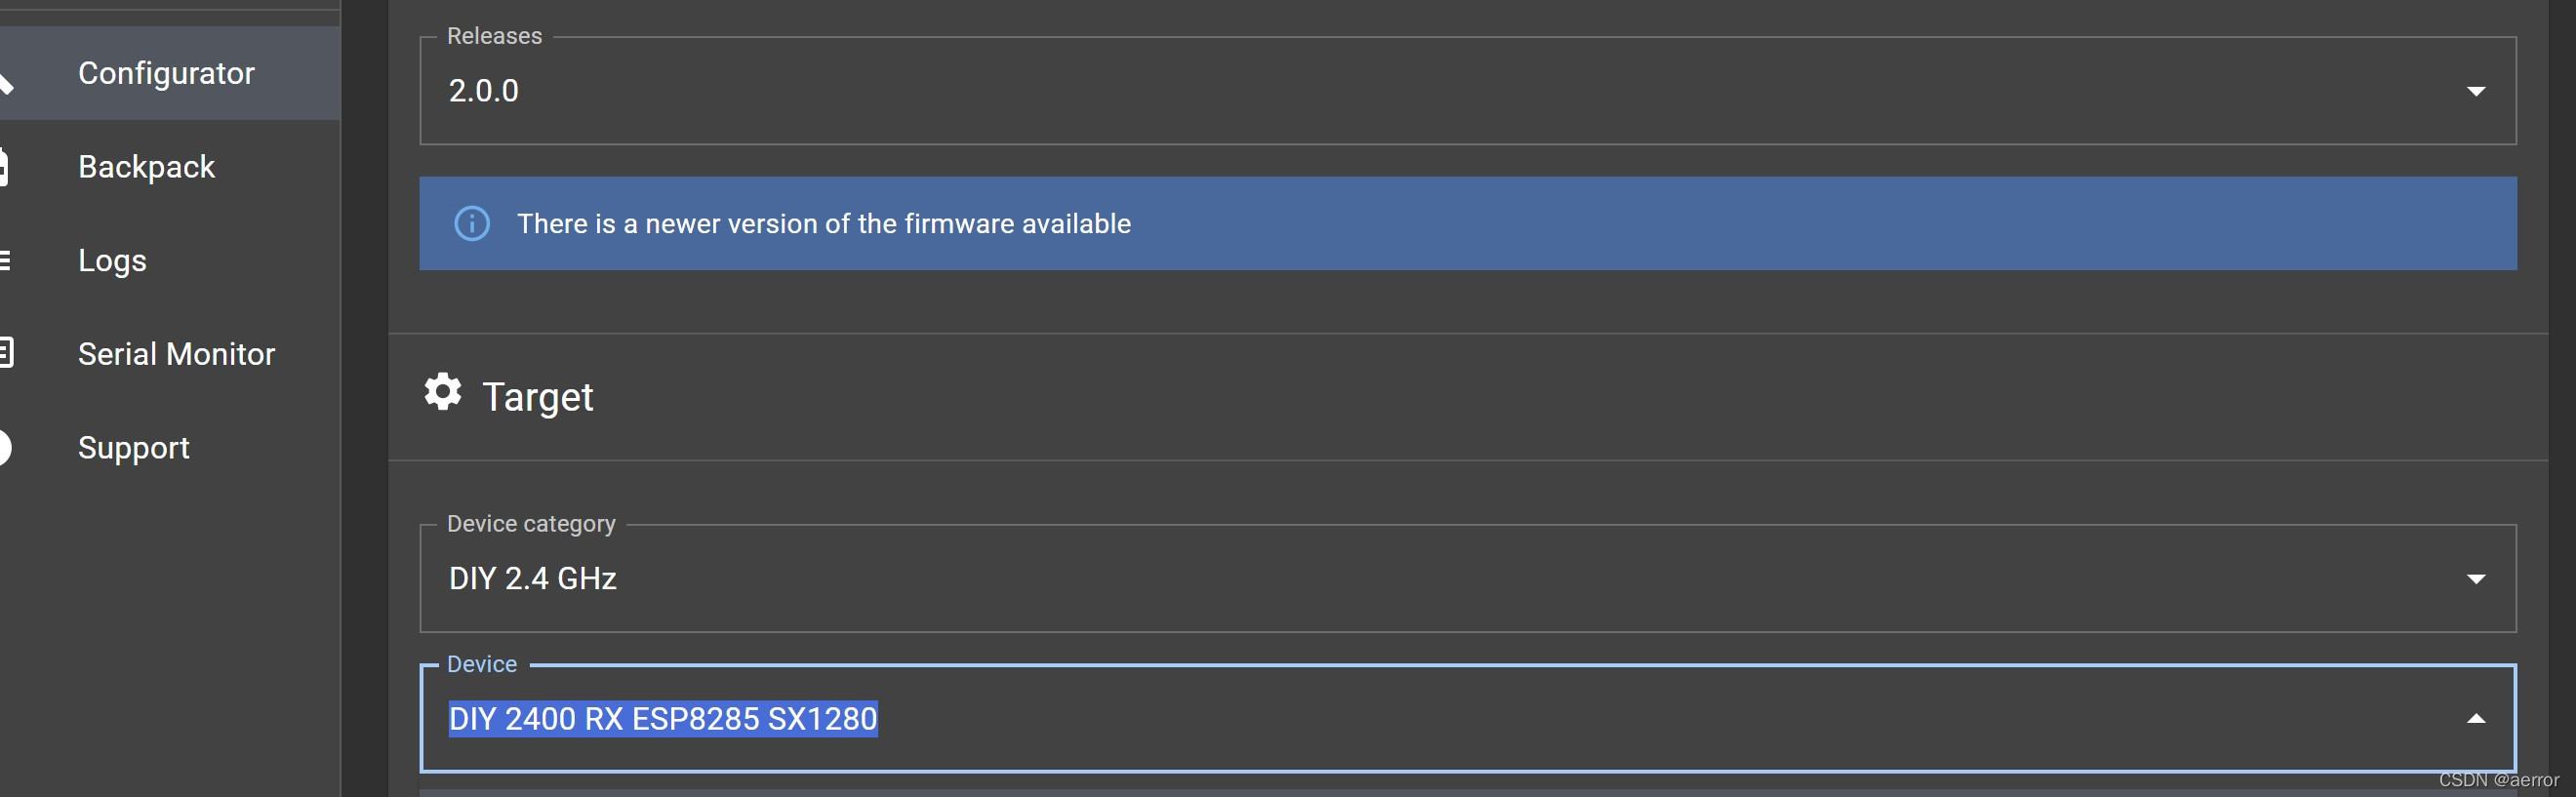 Configurator
Backpack
Logs
Serial Monitor
Support
Releases
2.0.0
There is a newer version of the firmware available
Target
Device category
DIY 2.4 GHz
Device
DIY 2400 RX ESP8285 SX1280
CSDN @aerror